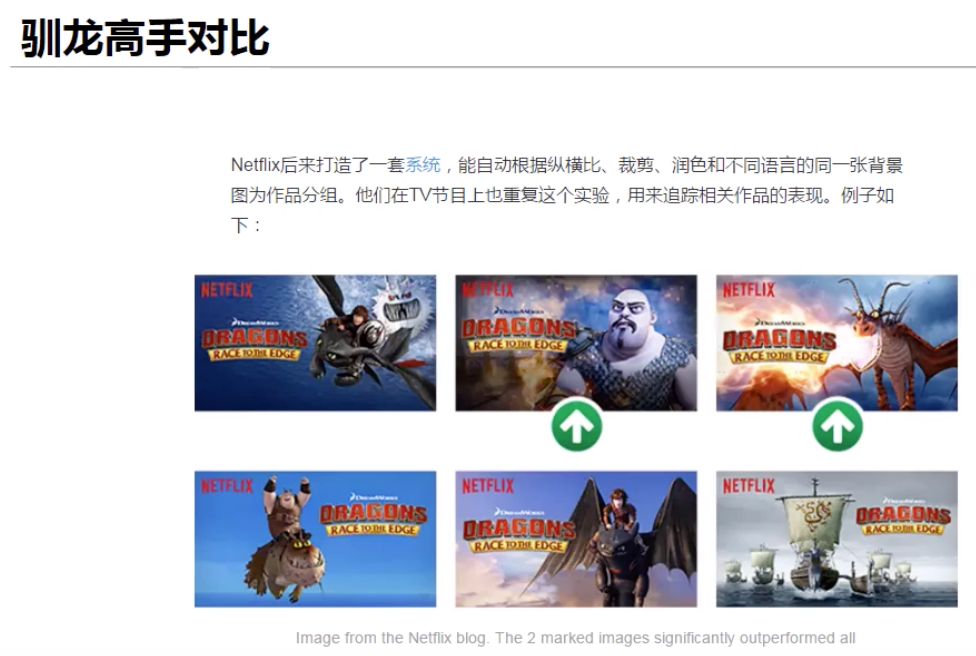 驯龙高手对比
Netflix后来打造了一套系统，能自动根据纵横比、裁剪、润色和不同语言的同一张背景
图为作品分组。他们在TV节目上也重复这个实验，用来追踪相关作品的表现。例子如
下：
NETFLIX
DREAMWORKS
DRAGONS
RACE TO THE EDGE
NETFLIX
DREAMWORKS
DRAGONS
RACE TO THE EDGE
NETFLIX
DREAMWORKS
DRAGONS
RACE TO THE EDGE
NETFLIX
DREAMWORKS
DRAGONS
RACE TO THE EDGE
NETFLIX
DREAMWORKS
DRAGONS
RACE TO THE EDGE
NETFLIX
DREAMWORKS
DRAGONS
RACE TO THE EDGE
Image from the Netflix blog. The 2 marked images significantly outperformed all